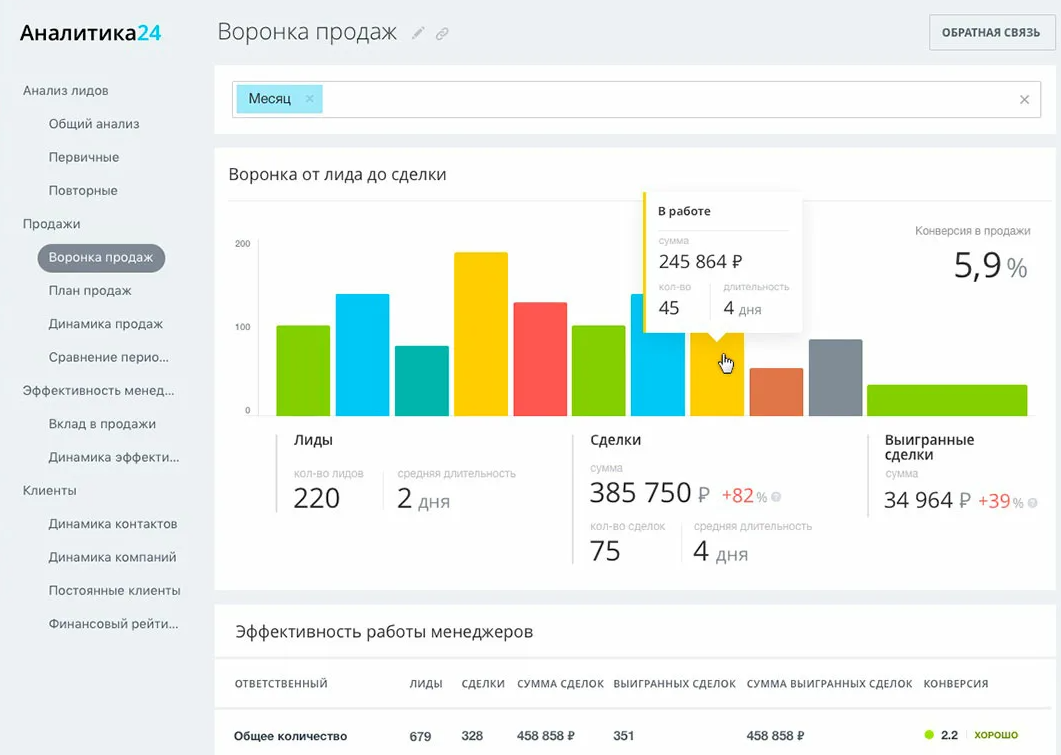 Аналитика24
Воронка продаж
ОБРАТНАЯ СВЯЗЬ
Анализ лидов
Общий анализ
Первичные
Повторные
Продажи
Воронка продаж
План продаж
Динамика продаж
Сравнение перио...
Эффективность менед...
Вклад в продажи
Динамика эффекти...
Клиенты
Динамика контактов
Динамика компаний
Постоянные клиенты
Финансовый рейти...
Месяц ×
×
Воронка от лида до сделки
200
100
0
В работе
сумма
245 864 ₽
кол-во длительность
45 4 дня
Конверсия в продажи
5,9 %
Лиды
кол-во лидов средняя длительность
220 2 дня
Сделки
сумма
385 750 ₽ +82 % ?
кол-во сделок средняя длительность
75 4 дня
Выигранные
сделки
сумма
34 964 ₽ +39 % ?
Эффективность работы менеджеров
ОТВЕТСТВЕННЫЙ ЛИДЫ СДЕЛКИ СУММА СДЕЛОК ВЫИГРАННЫХ СДЕЛОК СУММА ВЫИГРАННЫХ СДЕЛОК КОНВЕРСИЯ
Общее количество 679 328 458 858 ₽ 351 458 858 ₽ 2.2 ХОРОШО